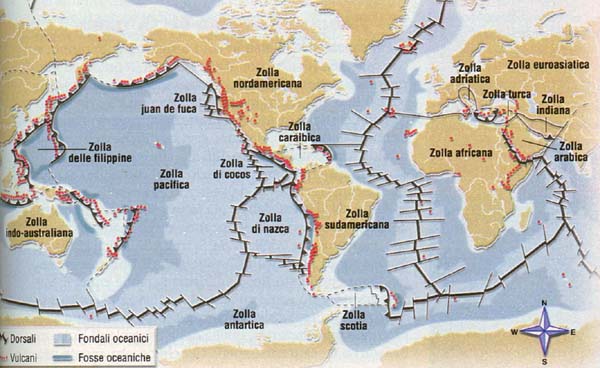 Zolla
nordamericana
Zolla
juan de fuca
Zolla
caraibica
Zolla
delle filippine
Zolla
pacifica
Zolla
di cocos
Zolla
indo-australiana
Zolla
di nazca
Zolla
sudamericana
Zolla
antartica
Zolla
scotia
Zolla africana
Zolla
adriatica
Zolla euroasiatica
Zolla turca
Zolla
indiana
Zolla
arabica
N
W
E
S
Dorsali
Fondali oceanici
Vulcani
Fosse oceaniche